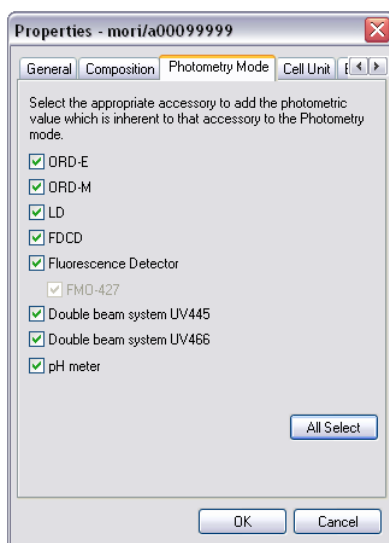 Properties - mori/a00099999
General Composition Photometry Mode Cell Unit
Select the appropriate accessory to add the photometric
value which is inherent to that accessory to the Photometry
mode.
ORD-E
ORD-M
LD
FDCD
Fluorescence Detector
FMO-427
Double beam system UV445
Double beam system UV466
pH meter
All Select
OK Cancel